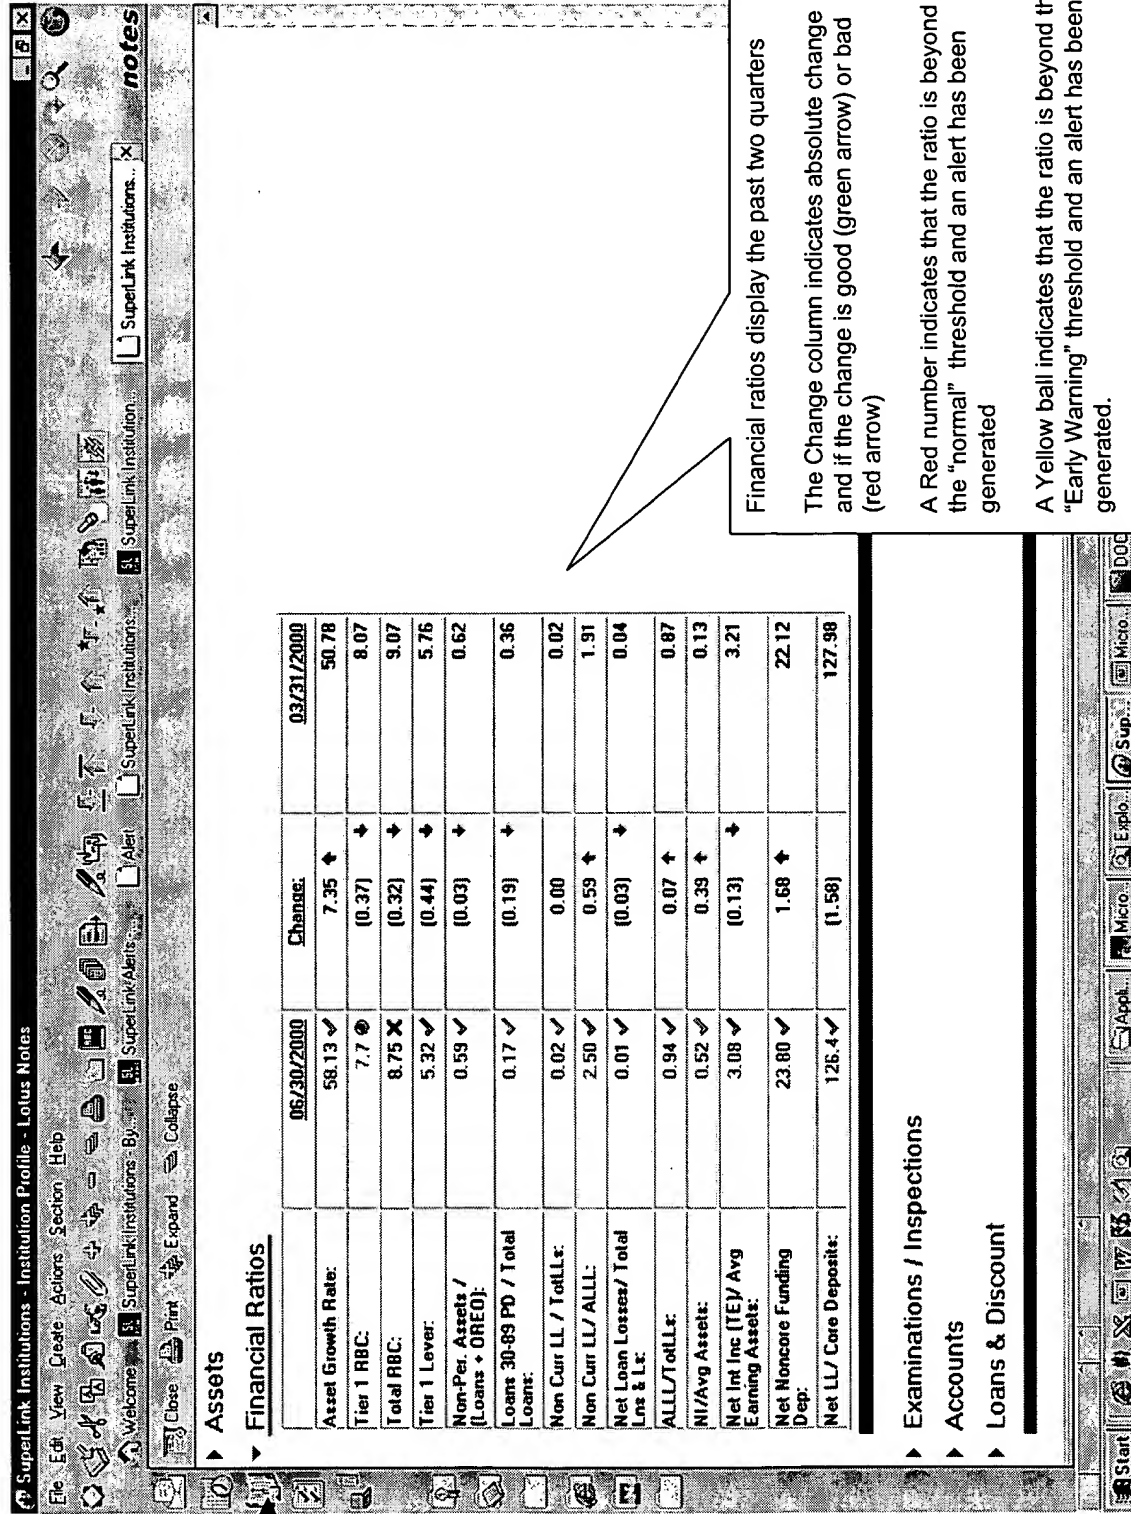 SuperLink Institutions - Institution Profile - Lotus Notes
File Edit View Create Actions Section Help
notes
Welcome
SuperLink Institutions - By...
SuperLink Alerts
Alert
SuperLink Institutions...
SuperLink Institution...
SuperLink Institutions...
Close Print Expand Collapse
Assets
Financial Ratios
06/30/2000 Change: 03/31/2000
Asset Growth Rate: 58.13 7.35 50.78
Tier 1 RBC: 7.7 (0.37) 8.07
Total RBC: 8.75 (0.32) 9.07
Tier 1 Lever: 5.32 (0.44) 5.76
Non-Per. Assets / 0.59 (0.03) 0.62
(Loans + OREO):
Loans 30-89 PD / Total 0.17 (0.19) 0.36
Loans:
Non Curr LL / TotLLs: 0.02 0.00 0.02
Non Curr LL/ ALLL: 2.50 0.59 1.91
Net Loan Losses/ Total 0.01 (0.03) 0.04
Lns & Ls:
ALLL/TotLLs: 0.94 0.07 0.87
NI/Avg Assets: 0.52 0.39 0.13
Net Int Inc (TE)/ Avg 3.08 (0.13) 3.21
Earning Assets:
Net Noncore Funding 23.80 1.68 22.12
Dep:
Net LL/ Core Deposits: 126.4 (1.58) 127.98
Examinations / Inspections
Accounts
Loans & Discount
Financial ratios display the past two quarters
The Change column indicates absolute change
and if the change is good (green arrow) or bad
(red arrow)
A Red number indicates that the ratio is beyond
the “normal” threshold and an alert has been
generated
A Yellow ball indicates that the ratio is beyond th
“Early Warning” threshold and an alert has been
generated.
Start
Appli...
Micro...
Explo...
Sup...
Micro...
DOC